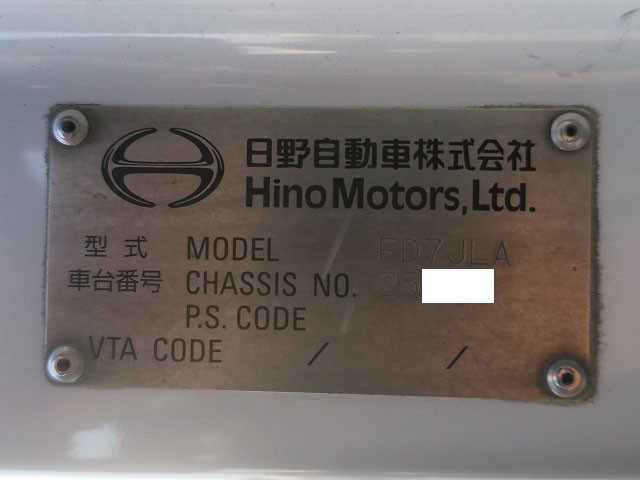 日野自動車株式会社
Hino Motors, Ltd.
型式 MODEL FD7JLA
車台番号 CHASSIS NO. 25
P.S. CODE
VTA CODE / /